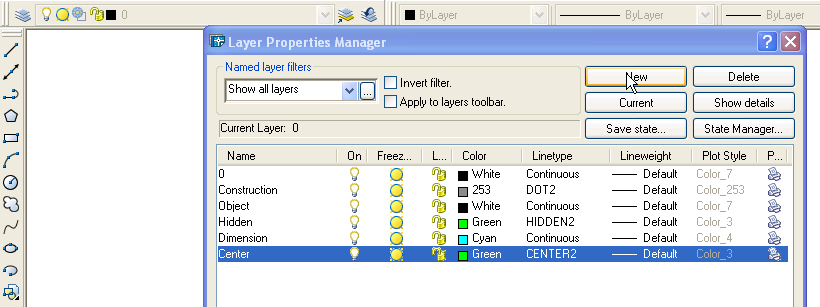 0 ByLayer ByLayer ByLayer
Layer Properties Manager
Named layer filters
Show all layers ... Invert filter. New Delete
Apply to layers toolbar. Current Show details
Current Layer: 0 Save state... State Manager...
Name On Freez... L... Color Linetype Lineweight Plot Style P...
0 White Continuous Default Color_7
Construction 253 DOT2 Default Color_253
Object White Continuous Default Color_7
Hidden Green HIDDEN2 Default Color_3
Dimension Cyan Continuous Default Color_4
Center Green CENTER2 Default Color_3